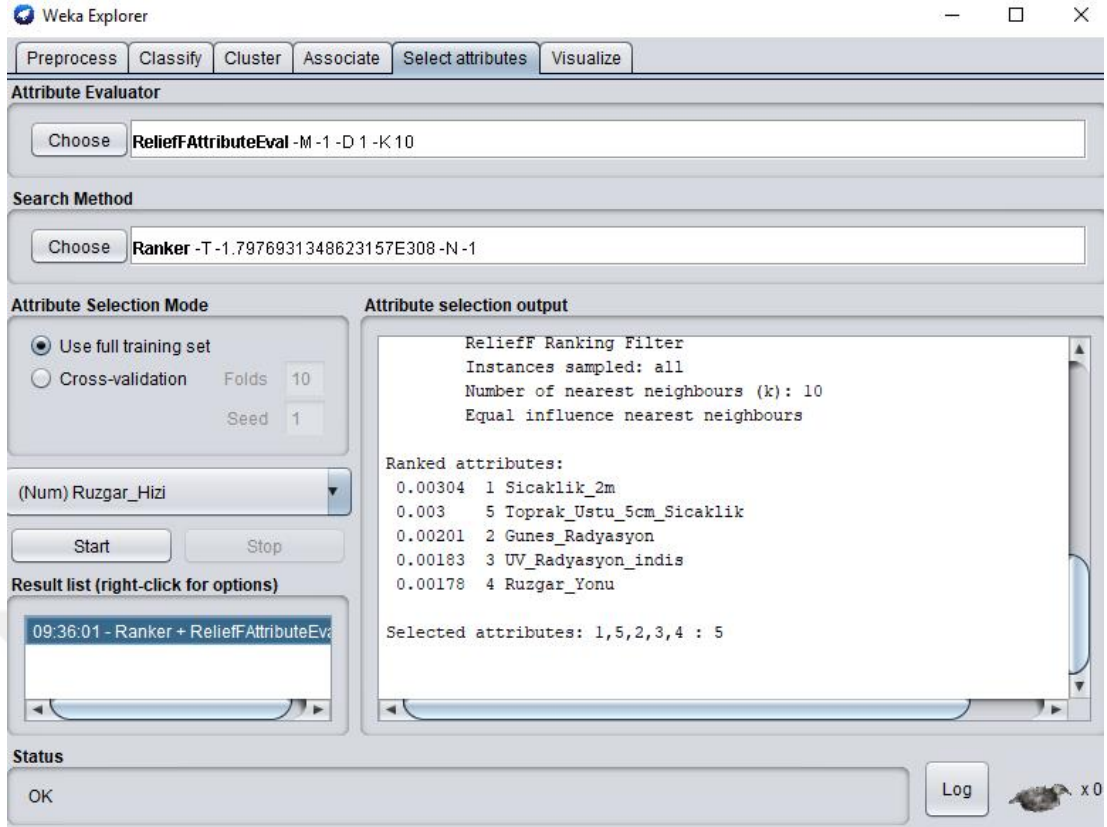 Weka Explorer
Preprocess Classify Cluster Associate Select attributes Visualize
Attribute Evaluator
Choose ReliefFAttributeEval -M -1 -D 1 -K 10
Search Method
Choose Ranker -T -1.7976931348623157E308 -N -1
Attribute Selection Mode
Use full training set
Cross-validation Folds 10
Seed 1
(Num) Ruzgar_Hizi
Start Stop
Result list (right-click for options)
09:36:01 - Ranker + ReliefFAttributeEva
Attribute selection output
ReliefF Ranking Filter
Instances sampled: all
Number of nearest neighbours (k): 10
Equal influence nearest neighbours
Ranked attributes:
0.00304 1 Sicaklik_2m
0.003 5 Toprak_Ustu_5cm_Sicaklik
0.00201 2 Gunes_Radyasyon
0.00183 3 UV_Radyasyon_indis
0.00178 4 Ruzgar_Yonu
Selected attributes: 1,5,2,3,4 : 5
Status
OK
Log
x 0